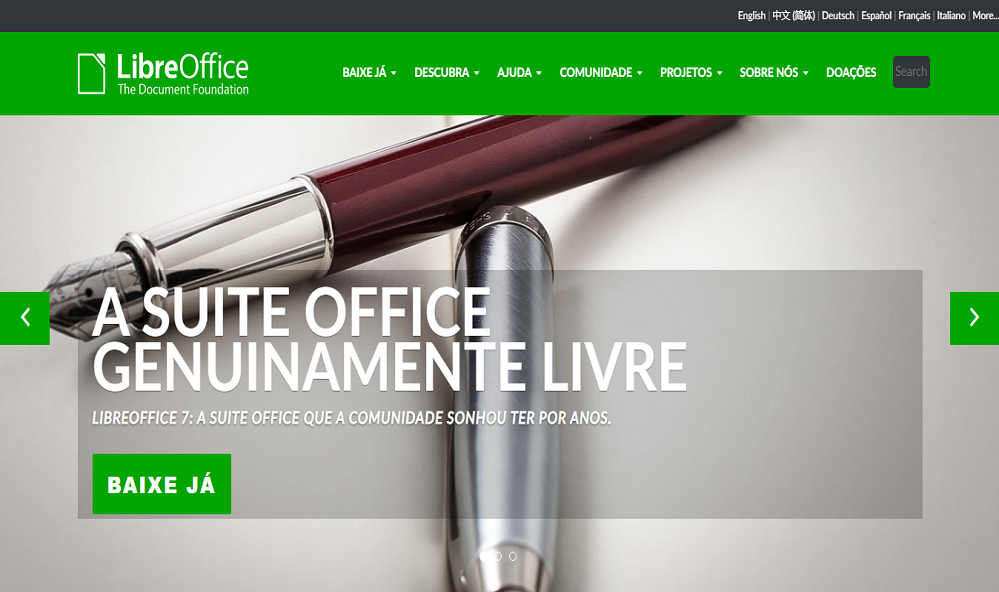 English | 中文 (简体) | Deutsch | Español | Français | Italiano | More...
LibreOffice
The Document Foundation
BAIXE JÁ
DESCUBRA
AJUDA
COMUNIDADE
PROJETOS
SOBRE NÓS
DOAÇÕES
Search
A SUITE OFFICE
GENUINAMENTE LIVRE
LIBREOFFICE 7: A SUITE OFFICE QUE A COMUNIDADE SONHOU TER POR ANOS.
BAIXE JÁ